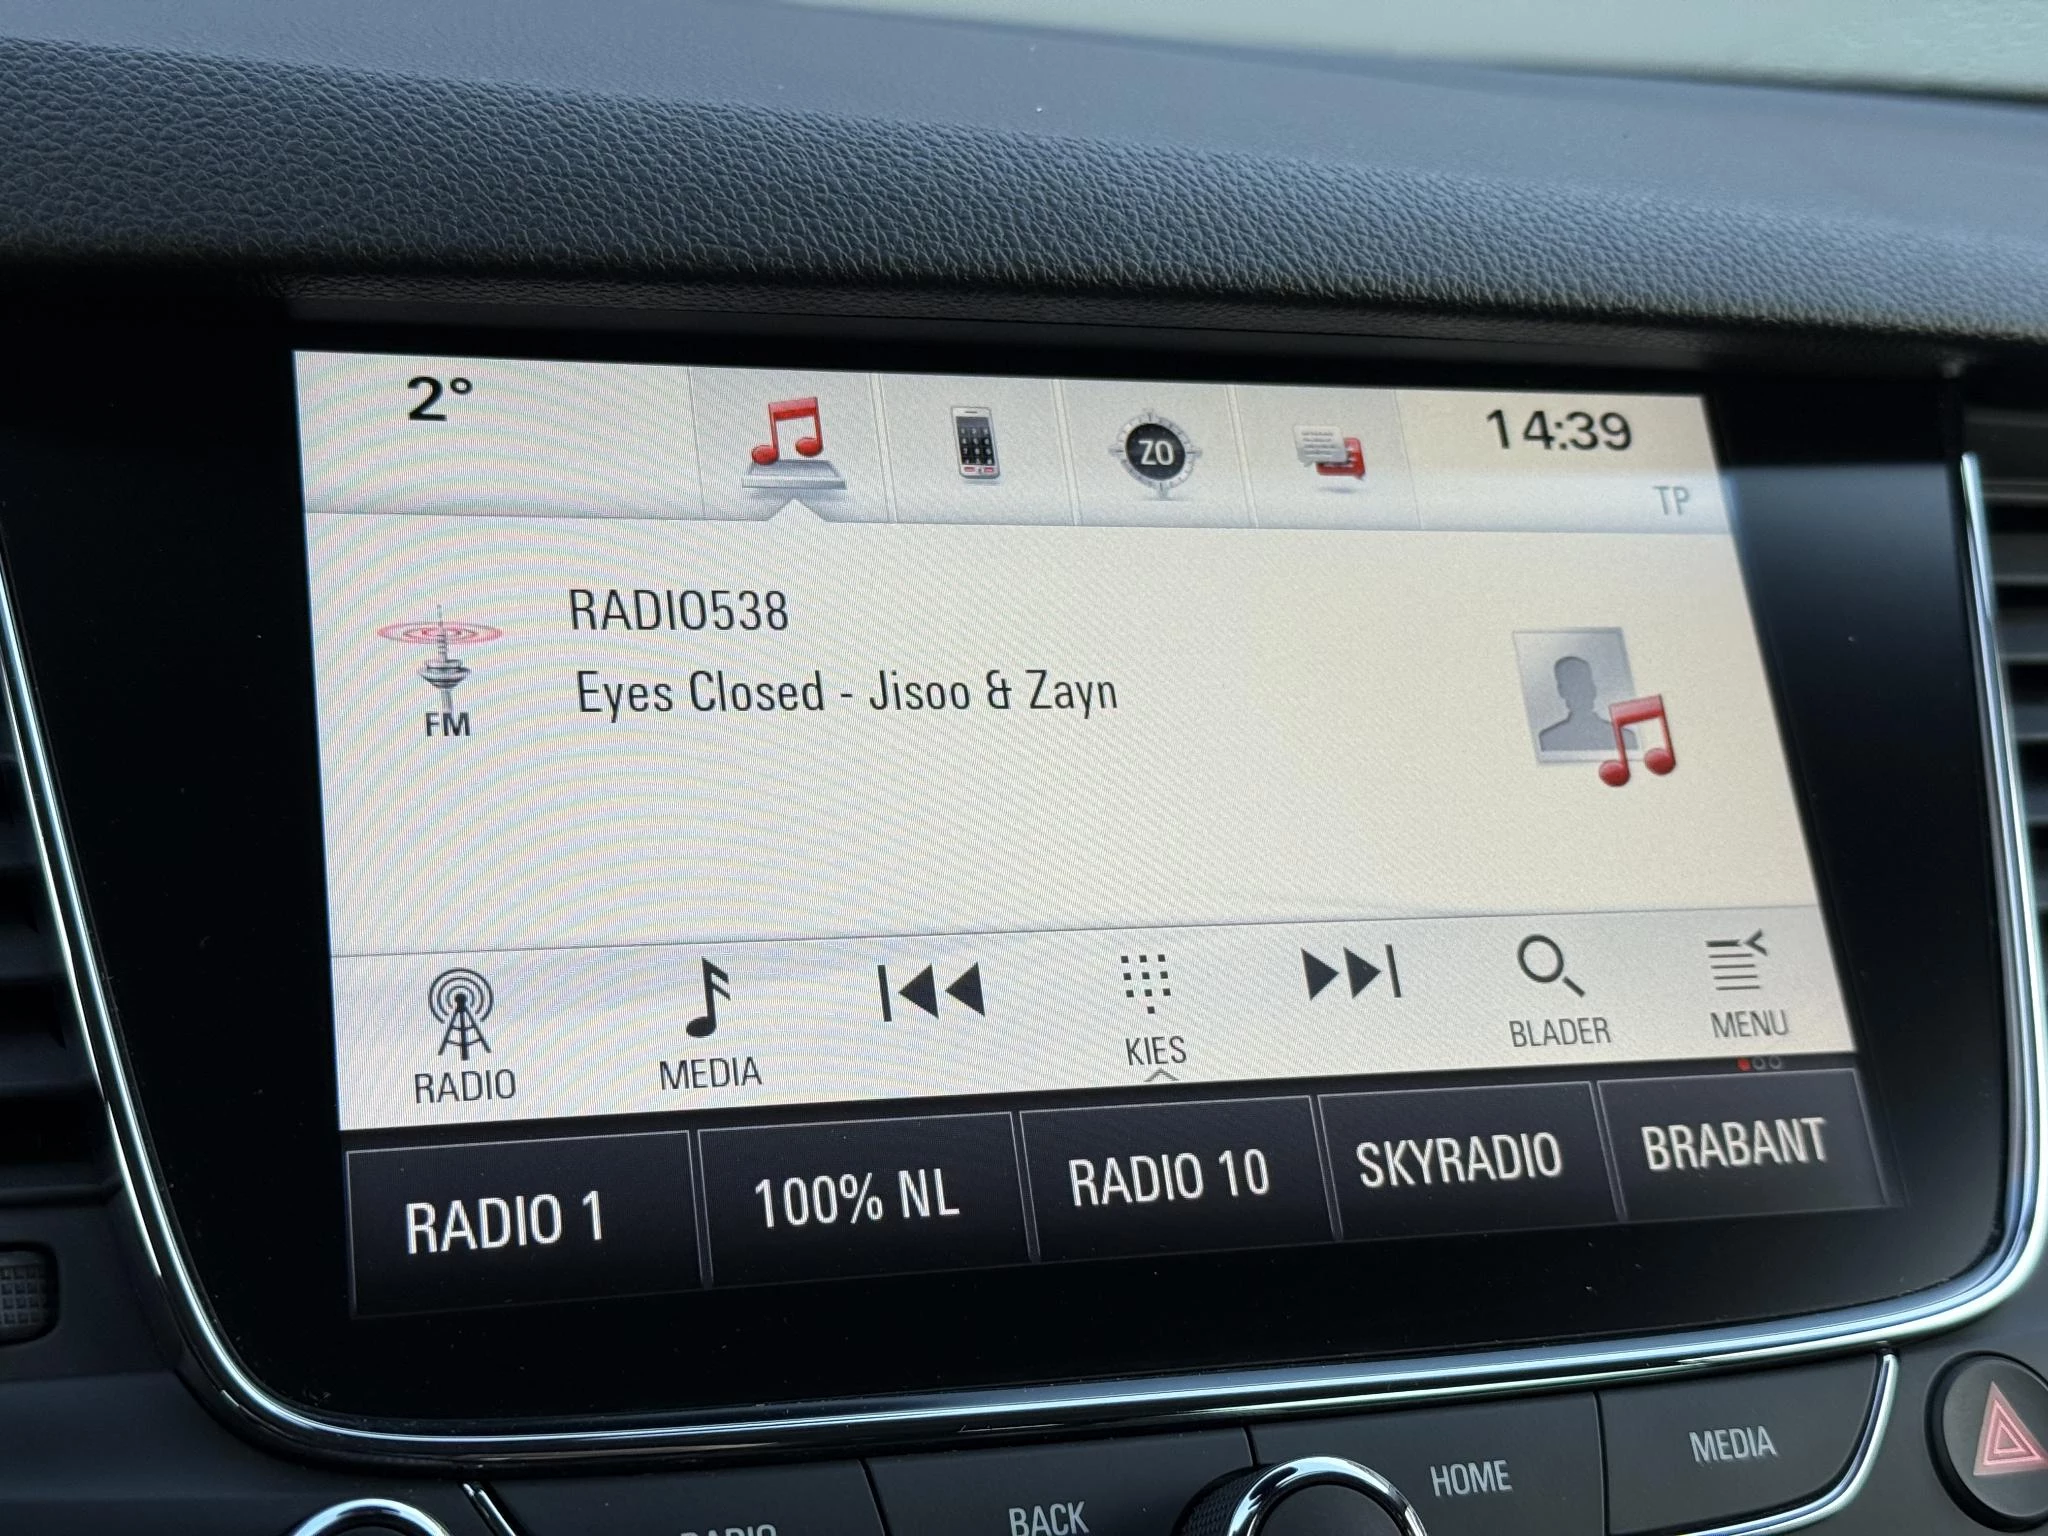 2°
ZO
14:39
TP
RADIO538
Eyes Closed - Jisoo & Zayn
FM
RADIO
MEDIA
KIES
BLADER
MENU
RADIO 1
100% NL
RADIO 10
SKYRADIO
BRABANT
RADIO
BACK
HOME
MEDIA